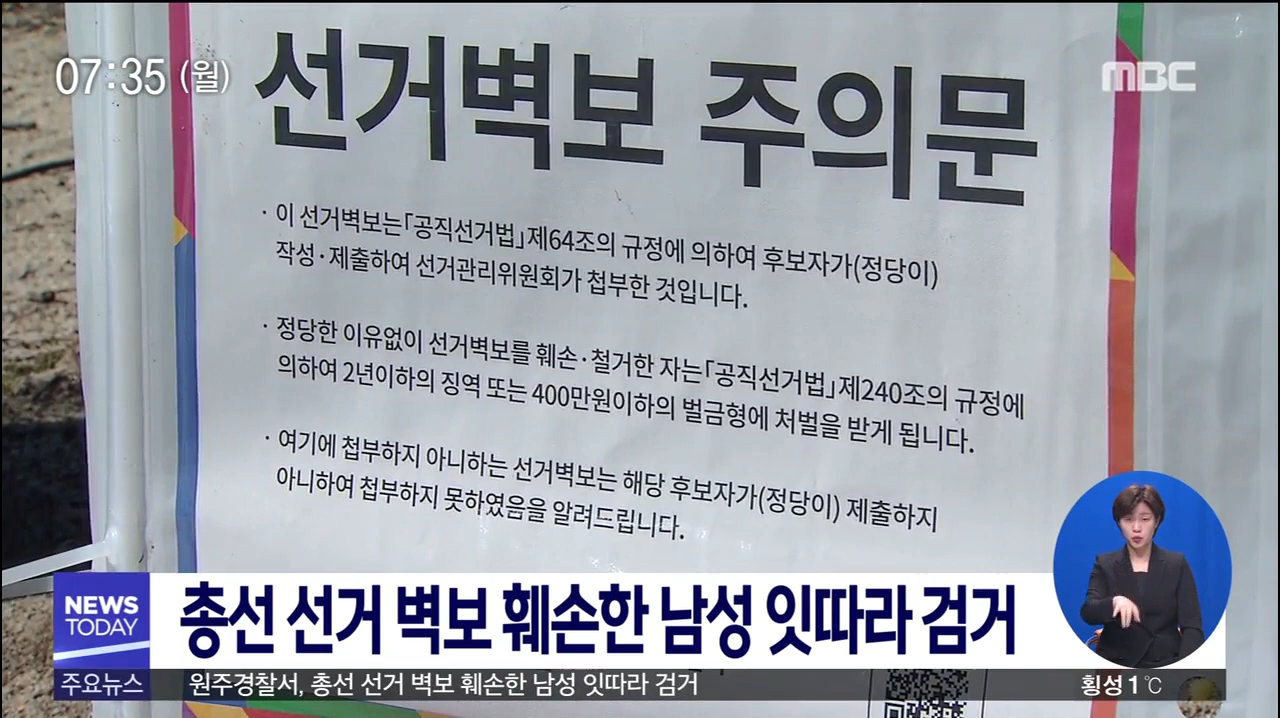 07:35 (월)
MBC
선거벽보 주의문
· 이 선거벽보는「공직선거법」제64조의 규정에 의하여 후보자가(정당이)
작성·제출하여 선거관리위원회가 첩부한 것입니다.
· 정당한 이유없이 선거벽보를 훼손·철거한 자는「공직선거법」제240조의 규정에
의하여 2년이하의 징역 또는 400만원이하의 벌금형에 처벌을 받게 됩니다.
· 여기에 첩부하지 아니하는 선거벽보는 해당 후보자가(정당이) 제출하지
아니하여 첩부하지 못하였음을 알려드립니다.
NEWS
TODAY
총선 선거 벽보 훼손한 남성 잇따라 검거
주요뉴스
원주경찰서, 총선 선거 벽보 훼손한 남성 잇따라 검거
횡성 1℃